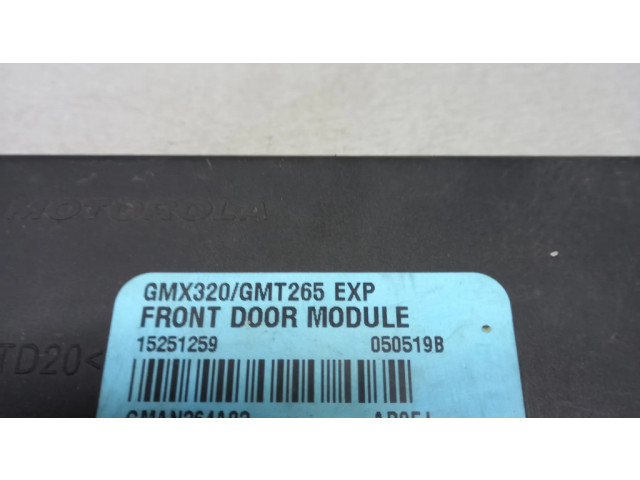 MOTOROLA
GMX320/GMT265 EXP
FRONT DOOR MODULE
15251259 050519B
TD20<